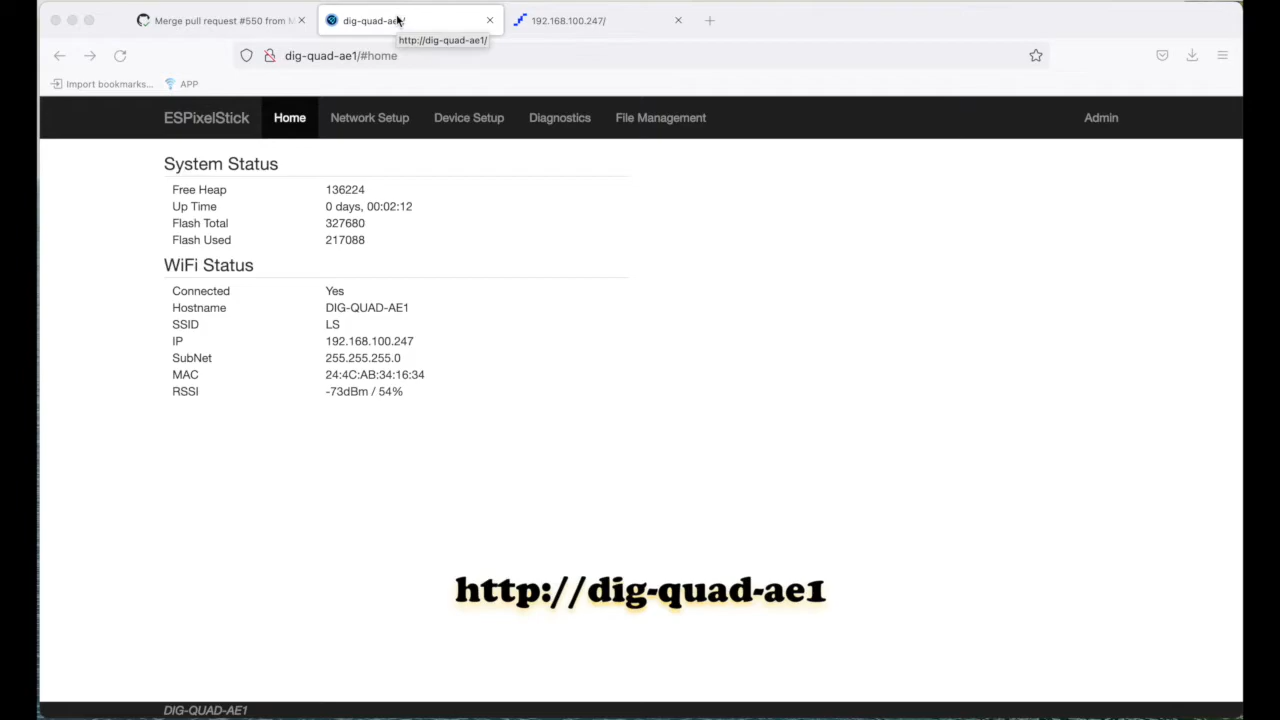 Merge pull request #550 from M
dig-quad-ae1/
192.168.100.247/
http://dig-quad-ae1/
dig-quad-ae1/#home
Import bookmarks...
APP
ESPixelStick
Home
Network Setup
Device Setup
Diagnostics
File Management
Admin
System Status
Free Heap 136224
Up Time 0 days, 00:02:12
Flash Total 327680
Flash Used 217088
WiFi Status
Connected Yes
Hostname DIG-QUAD-AE1
SSID LS
IP 192.168.100.247
SubNet 255.255.255.0
MAC 24:4C:AB:34:16:34
RSSI -73dBm / 54%
http://dig-quad-ae1
DIG-QUAD-AE1